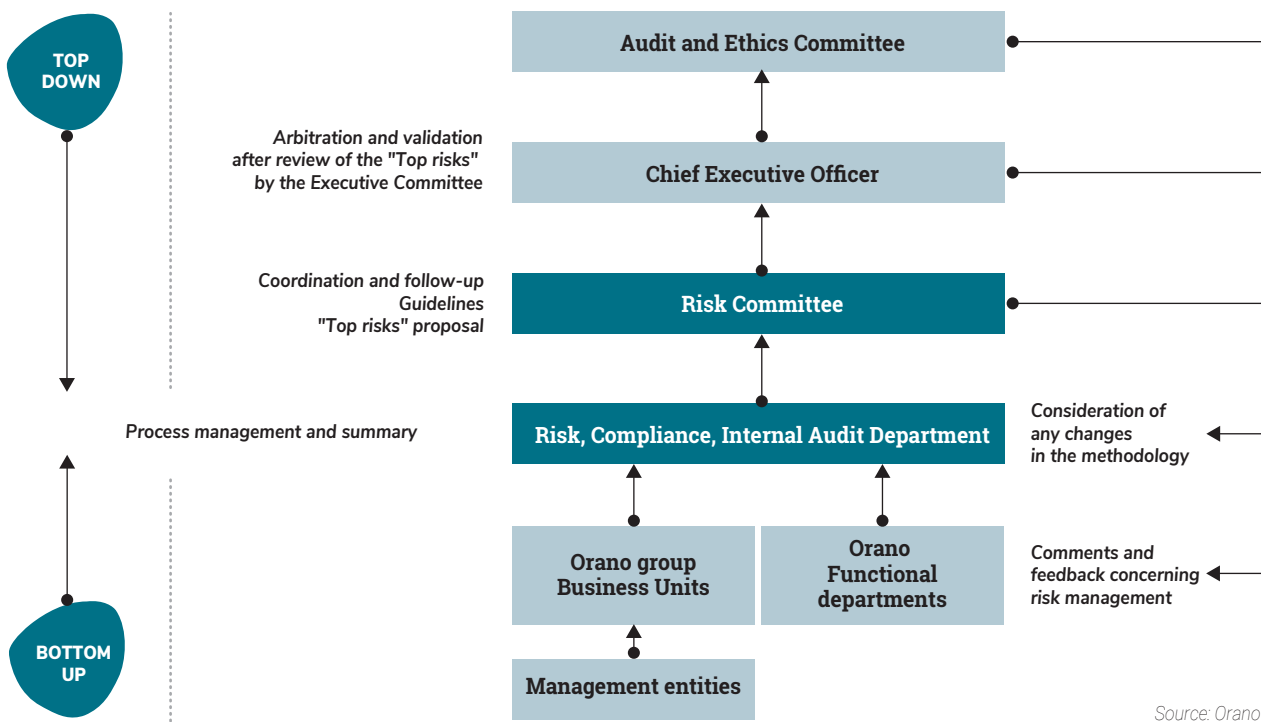 TOP
DOWN
Audit and Ethics Committee
Arbitration and validation
after review of the "Top risks"
by the Executive Committee
Chief Executive Officer
Coordination and follow-up
Guidelines
"Top risks" proposal
Risk Committee
Process management and summary
Risk, Compliance, Internal Audit Department
Consideration of
any changes
in the methodology
Orano group
Business Units
Orano
Functional
departments
Comments and
feedback concerning
risk management
BOTTOM
UP
Management entities
Source: Orano